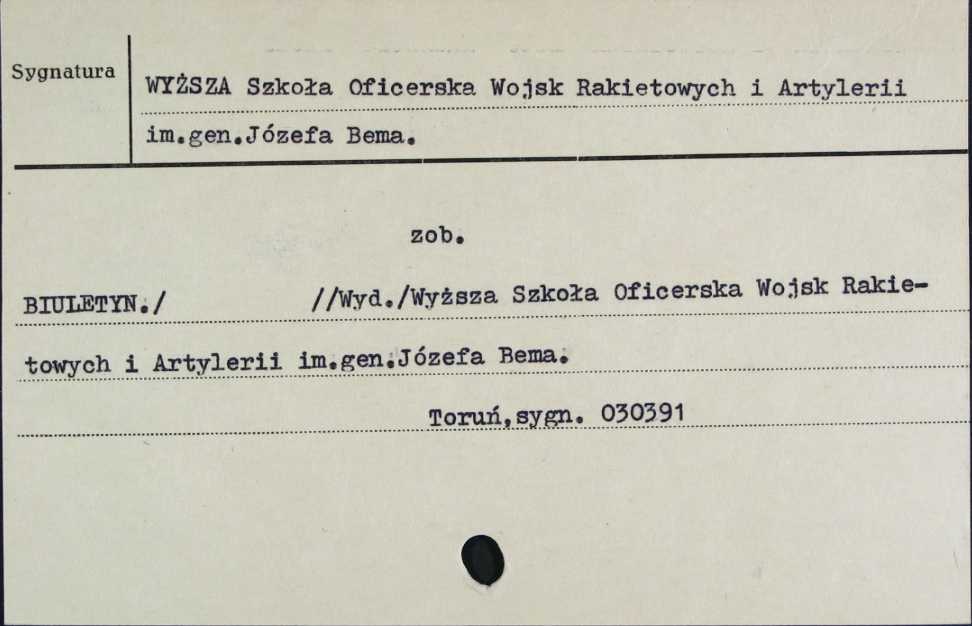 Sygnatura
WYŻSZA Szkoła Oficerska Wojsk Rakietowych i Artylerii
im.gen.Józefa Bema.
zob.
BIULETYN./ //Wyd./Wyższa Szkoła Oficerska Wojsk Rakie-
towych i Artylerii im.gen.Józefa Bema.
Toruń,sygn. 030391